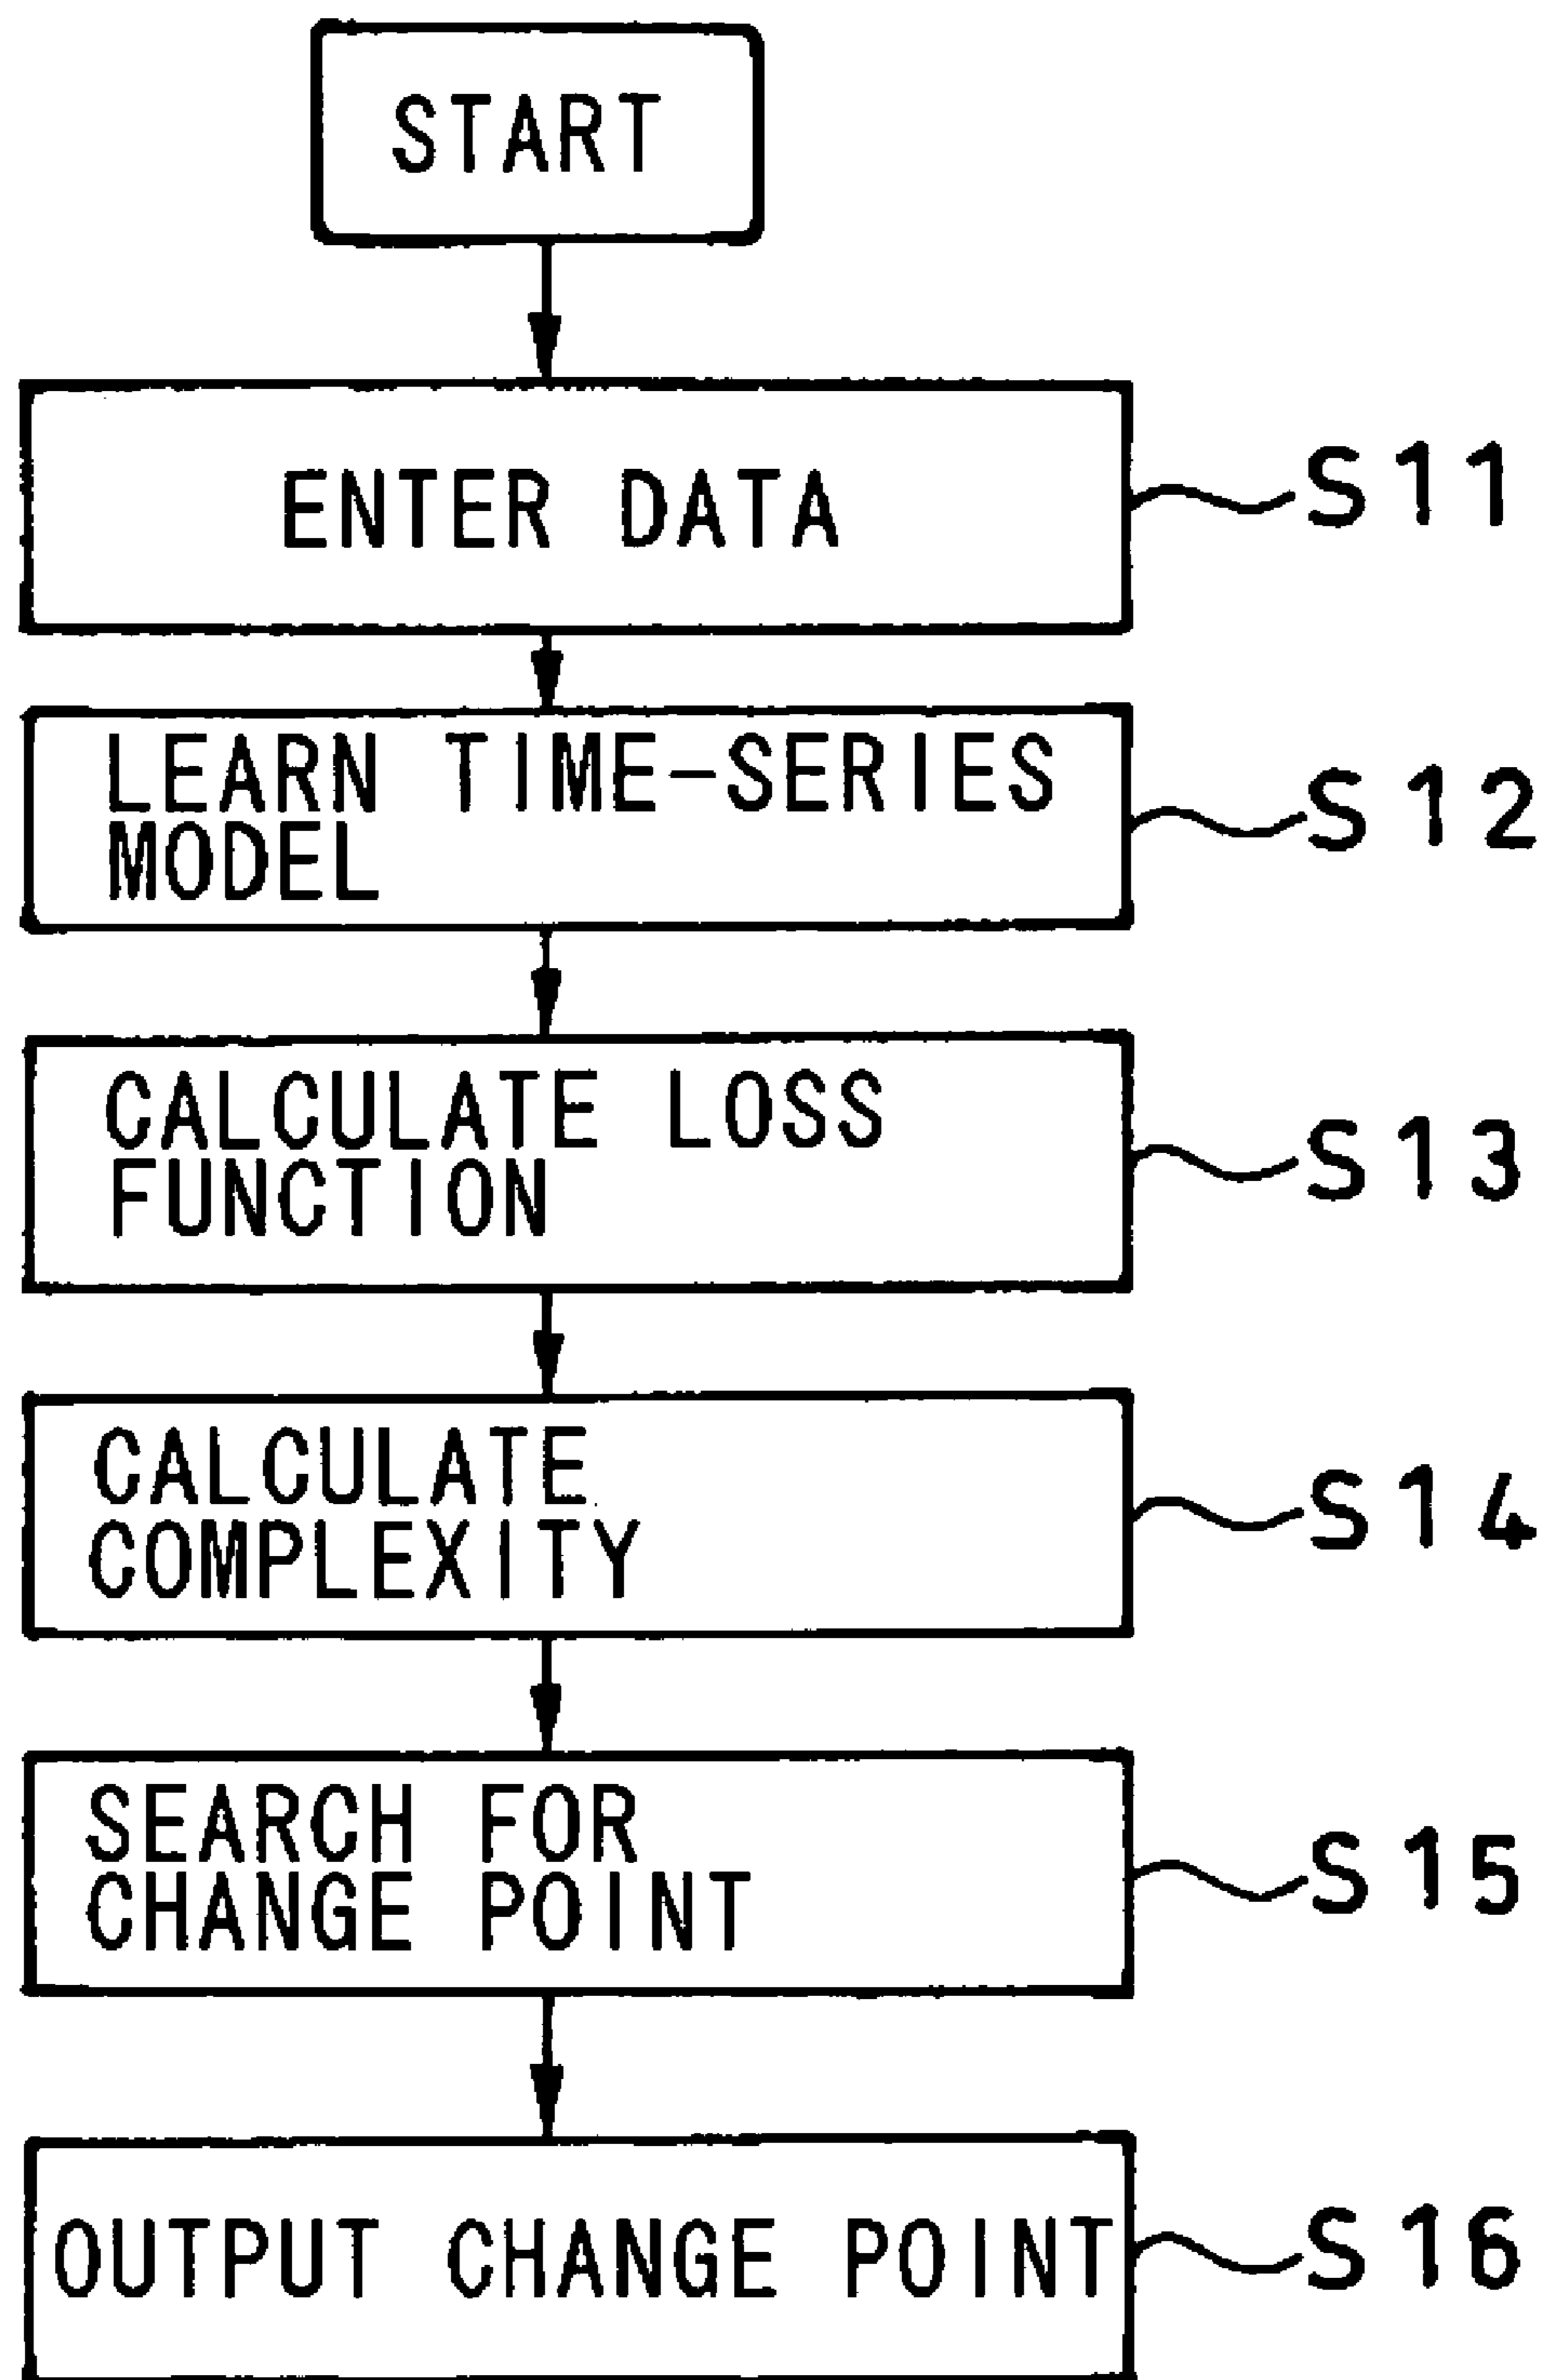 START
ENTER DATA
S11
LEARN TIME-SERIES
MODEL
S12
CALCULATE LOSS
FUNCTION
S13
CALCULATE
COMPLEXITY
S14
SEARCH FOR
CHANGE POINT
S15
OUTPUT CHANGE POINT
S16